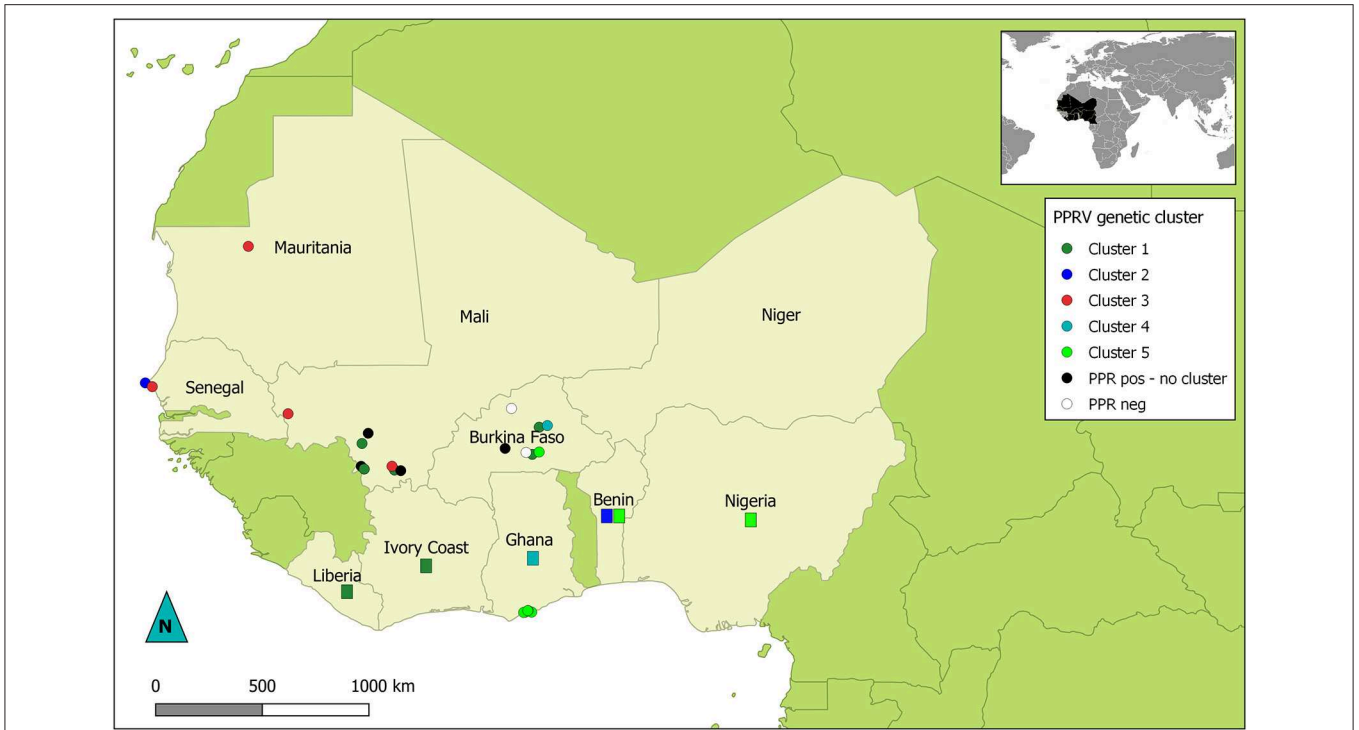 PPRV genetic cluster
Cluster 1
Cluster 2
Cluster 3
Cluster 4
Cluster 5
PPR pos - no cluster
PPR neg
Mauritania
Mali
Niger
Senegal
Burkina Faso
Benin
Nigeria
Ghana
Ivory Coast
Liberia
N
0 500 1000 km